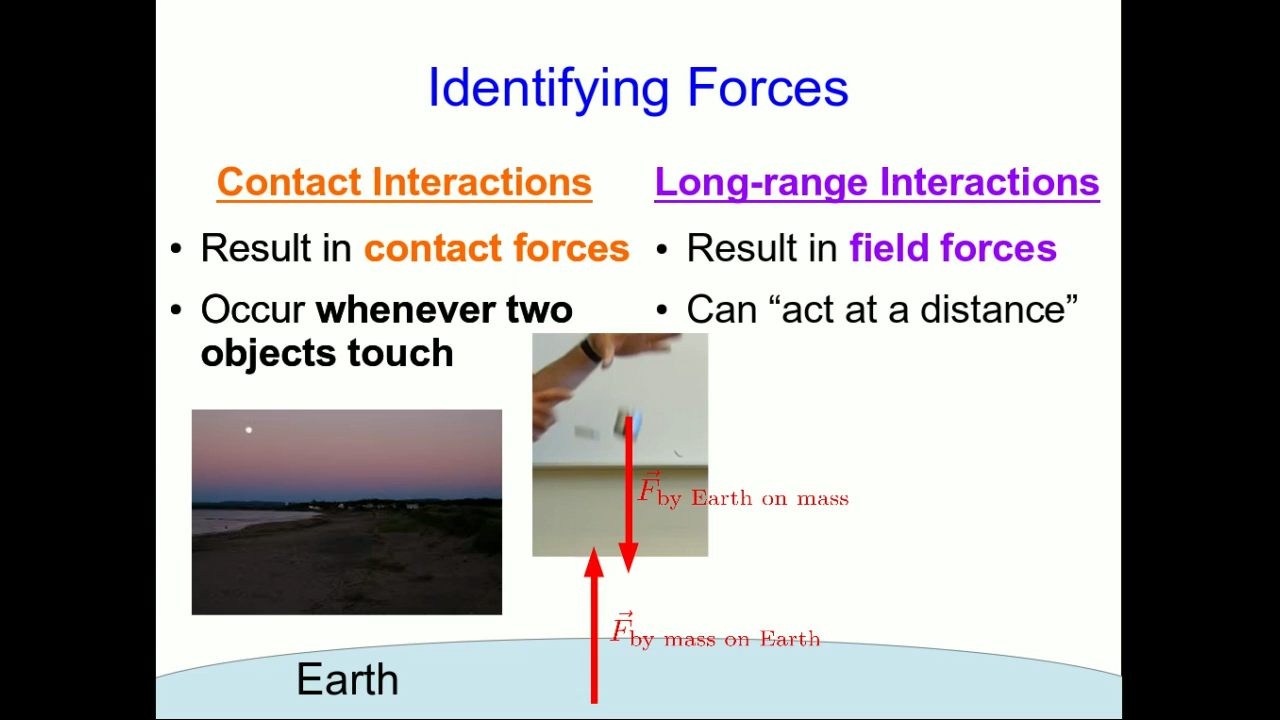 Identifying Forces
Contact Interactions
• Result in contact forces
• Occur whenever two
objects touch
Long-range Interactions
• Result in field forces
• Can “act at a distance”
F⃗by Earth on mass
F⃗by mass on Earth
Earth